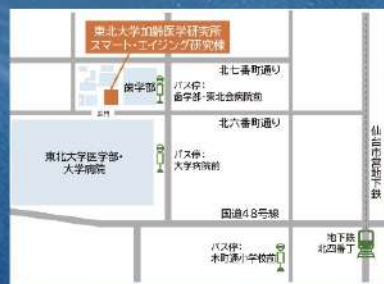 東北大学加齢医学研究所
スマート・エイジング研究棟
北七番町通り
歯学部
バス停:
歯学部・東北会病院前
正門
北六番町通り
東北大学医学部・
大学病院
バス停:
大学病院前
仙台市営地下鉄
国道48号線
バス停:
木町通小学校前
地下鉄
北四番丁